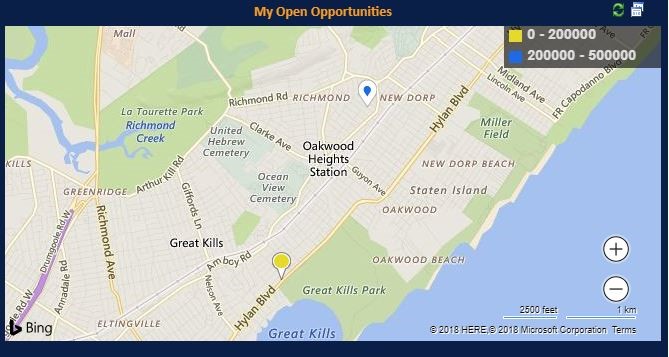 My Open Opportunities
0 - 200000
200000 - 500000
Mall
Richmond Rd
RICHMOND
NEW DORP
Midland Ave
Lincoln Ave
FR Capodanno Blvd
Hylan Blvd
La Tourette Park
Richmond
Creek
United
Hebrew
Cemetery
Clarke Ave
Oakwood
Heights
Station
Miller
Field
KILLS
Arthur Kill Rd
GREENRIDGE
Ocean
View
Cemetery
Guyon Ave
NEW DORP BEACH
Staten Island
OAKWOOD
Giffords Ln
Richmond Ave
Drumgoole Rd W
Great Kills
Amboy Rd
OAKWOOD BEACH
Annadale Rd
Nelson Ave
Great Kills Park
Hylan Blvd
ELTINGVILLE
Great Kills
2500 feet
1 km
Bing
© 2018 HERE,© 2018 Microsoft Corporation Terms